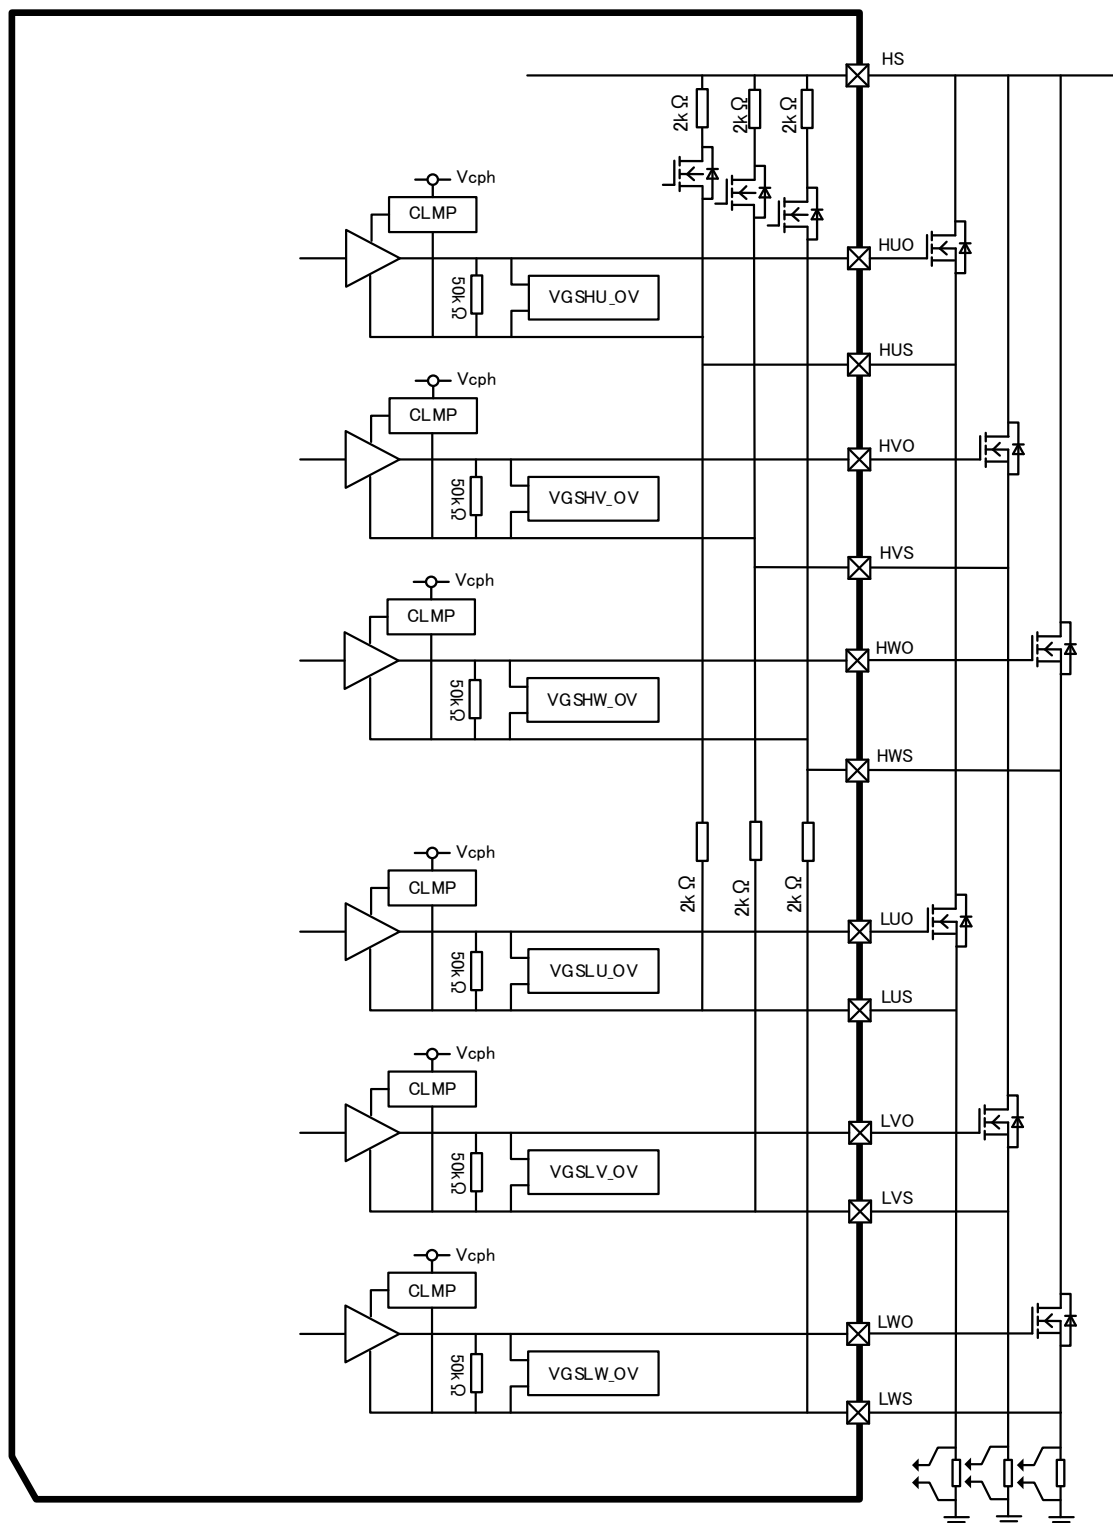 HS
2kΩ
2kΩ
2kΩ
Vcph
CLMP
HUO
50kΩ
VGSHU_OV
HUS
Vcph
CLMP
HVO
50kΩ
VGSHV_OV
HVS
Vcph
CLMP
HWO
50kΩ
VGSHW_OV
HWS
Vcph
CLMP
2kΩ
2kΩ
2kΩ
LUO
50kΩ
VGSLU_OV
LUS
Vcph
CLMP
LVO
50kΩ
VGSLV_OV
LVS
Vcph
CLMP
LWO
50kΩ
VGSLW_OV
LWS